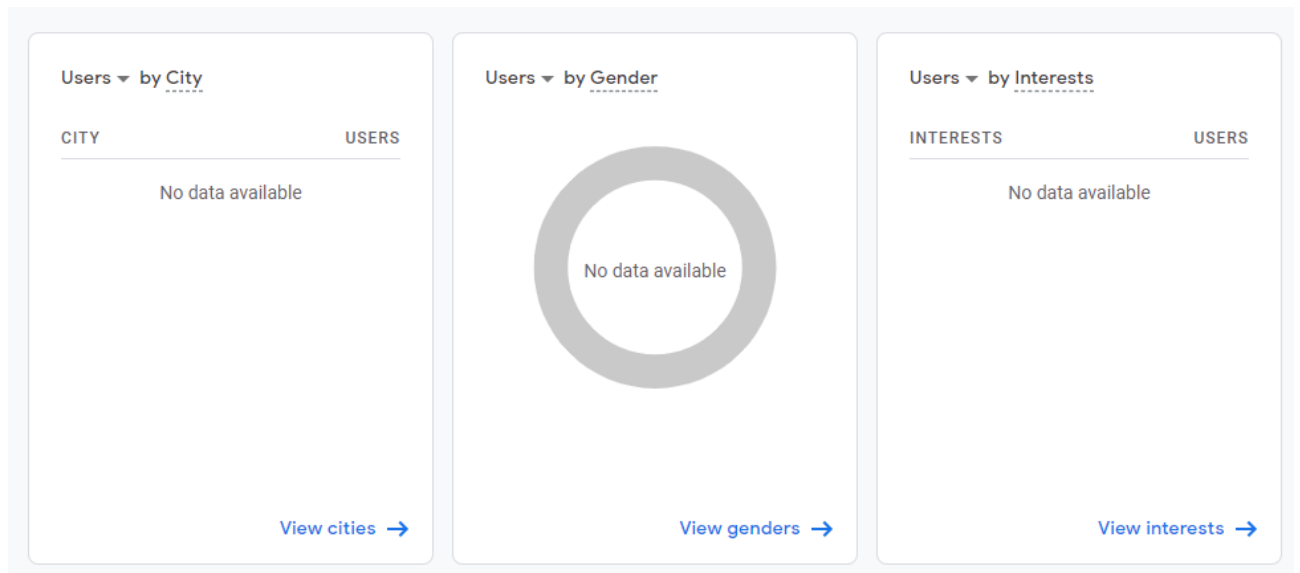 Users by City
CITY USERS
No data available
View cities
Users by Gender
No data available
View genders
Users by Interests
INTERESTS USERS
No data available
View interests